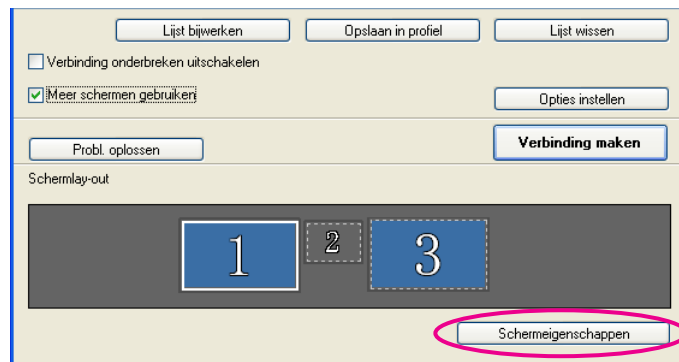 Lijst bijwerken Opslaan in profiel Lijst wissen
Verbinding onderbreken uitschakelen
Meer schermen gebruiken
Opties instellen
Probl. oplossen Verbinding maken
Schermlay-out
1 2 3
Schermeigenschappen